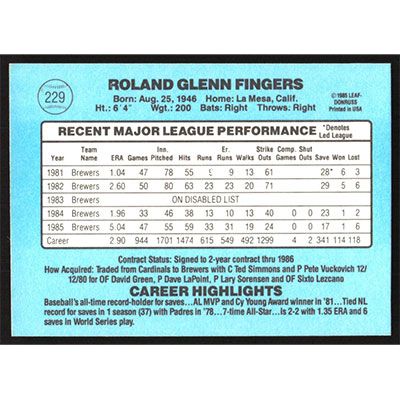 229
ROLAND GLENN FINGERS
Born: Aug. 25, 1946 Home: La Mesa, Calif.
Ht.: 6'4" Wgt.: 200 Bats: Right Throws: Right
©1985 LEAF-
DONRUSS
Printed in USA
RECENT MAJOR LEAGUE PERFORMANCE *Denotes
Led League
Year Team Name ERA Games Inn. Pitched Hits Runs Er. Runs Walks Strike Outs Comp. Games Shut Outs Save Won Lost
1981 Brewers 1.04 47 78 55 9 9 13 61 28* 6 3
1982 Brewers 2.60 50 80 63 23 23 20 71 29 5 6
1983 Brewers ON DISABLED LIST
1984 Brewers 1.96 33 46 38 13 10 13 40 0 0 23 1 2
1985 Brewers 5.04 47 55 59 33 31 19 24 0 0 17 1 6
Career 2.90 944 1701 1474 615 549 492 1299 4 2 341 114 118
Contract Status: Signed to 2-year contract thru 1986
How Acquired: Traded from Cardinals to Brewers with C Ted Simmons and P Pete Vuckovich 12/
12/80 for OF David Green, P Dave LaPoint, P Lary Sorensen and OF Sixto Lezcano
CAREER HIGHLIGHTS
Baseball's all-time record-holder for saves...AL MVP and Cy Young Award winner in '81...Tied NL
record for saves in 1 season (37) with Padres in '78...7-time All-Star...Is 2-2 with 1.35 ERA and 6
saves in World Series play.